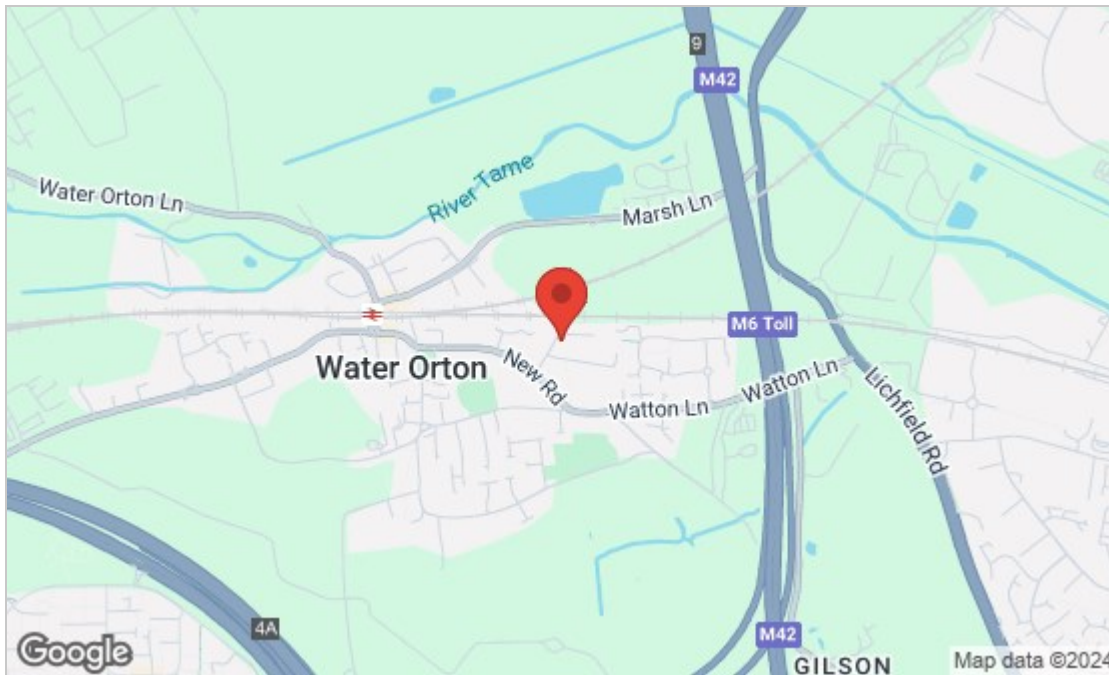 9
M42
Water Orton Ln
River Tame
Marsh Ln
M6 Toll
Water Orton
New Rd
Watton Ln
Watton Ln
Lichfield Rd
4A
M42
GILSON
Google
Map data ©2024